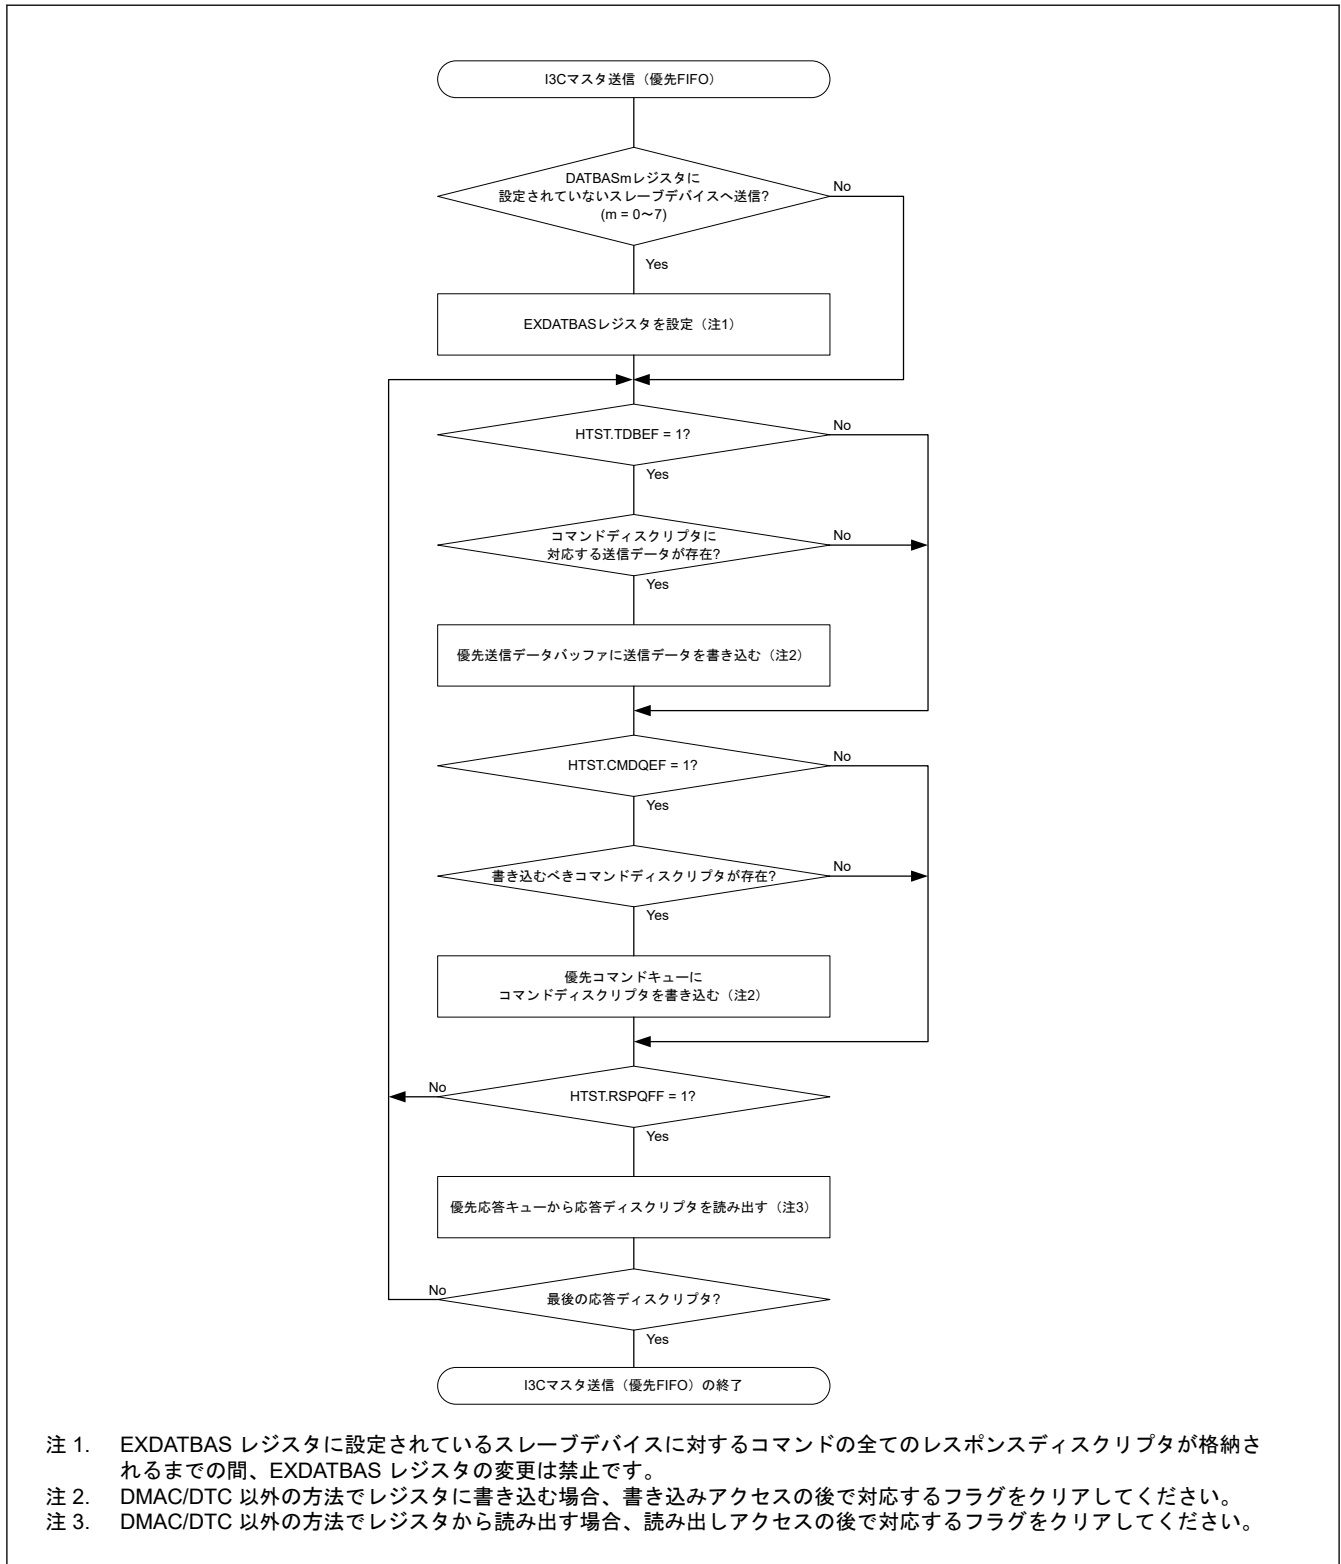 I3Cマスタ送信（優先FIFO）
DATBASmレジスタに
設定されていないスレーブデバイスへ送信?
(m = 0～7)
No
Yes
EXDATBASレジスタを設定（注1）
HTST.TDBEF = 1?
No
Yes
コマンドディスクリプタに
対応する送信データが存在?
No
Yes
優先送信データバッファに送信データを書き込む（注2）
HTST.CMDQEF = 1?
No
Yes
書き込むべきコマンドディスクリプタが存在?
No
Yes
優先コマンドキューに
コマンドディスクリプタを書き込む（注2）
No
HTST.RSPQFF = 1?
Yes
優先応答キューから応答ディスクリプタを読み出す（注3）
No
最後の応答ディスクリプタ?
Yes
I3Cマスタ送信（優先FIFO）の終了
注 1. EXDATBAS レジスタに設定されているスレーブデバイスに対するコマンドの全てのレスポンスディスクリプタが格納さ
れるまでの間、EXDATBAS レジスタの変更は禁止です。
注 2. DMAC/DTC 以外の方法でレジスタに書き込む場合、書き込みアクセスの後で対応するフラグをクリアしてください。
注 3. DMAC/DTC 以外の方法でレジスタから読み出す場合、読み出しアクセスの後で対応するフラグをクリアしてください。